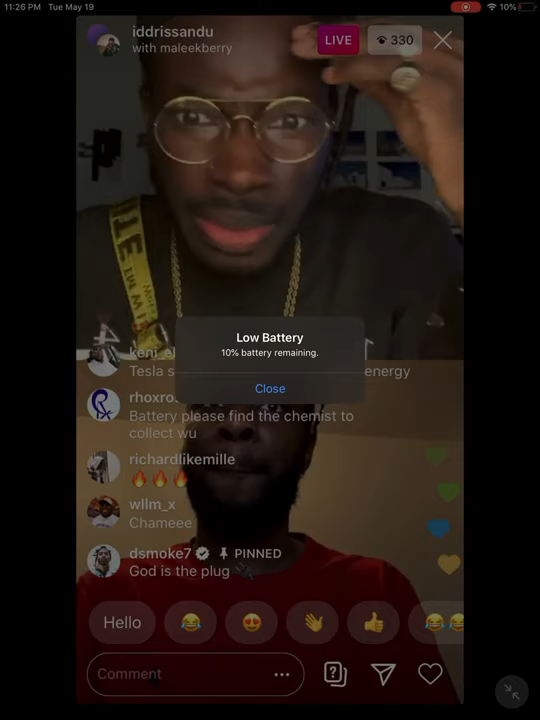 11:26 PM Tue May 19
10%
iddrissandu
with maleekberry
LIVE
330
Low Battery
10% battery remaining.
Close
Tesla s energy
rhoxro
Battery please find the chemist to
collect wu
richardlikemille
🔥🔥🔥
wllm_x
Chameee
dsmoke7 PINNED
God is the plug 🔌
Hello 😂 😍 👋 👍 😂😂
Comment